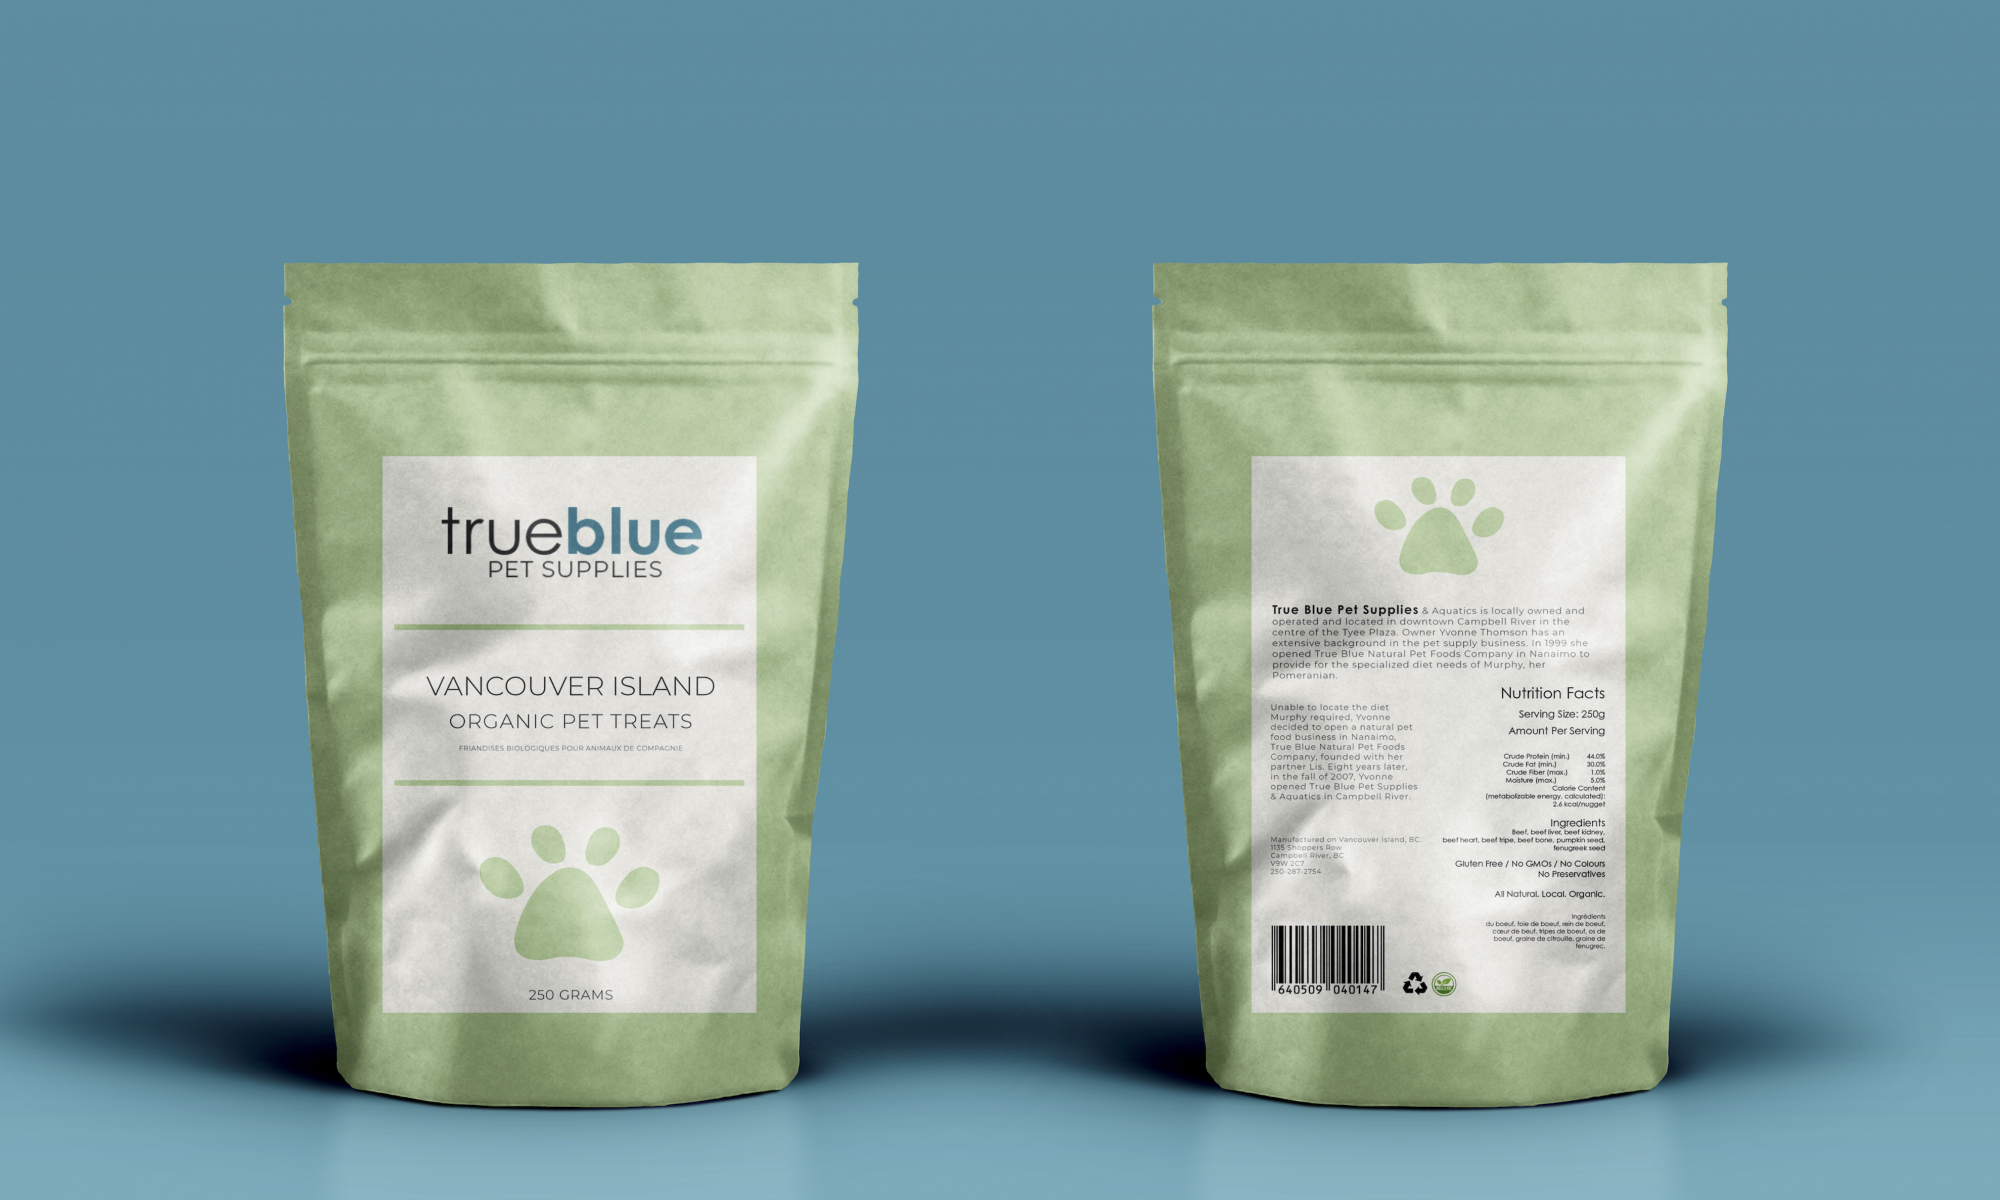 trueblue
PET SUPPLIES
VANCOUVER ISLAND
ORGANIC PET TREATS
FRIANDISES BIOLOGIQUES POUR ANIMAUX DE COMPAGNIE
250 GRAMS
True Blue Pet Supplies & Aquatics is locally owned and
operated and located in downtown Campbell River in the
centre of the Tyee Plaza. Owner Yvonne Thomson has an
extensive background in the pet supply business. In 1999 she
opened True Blue Natural Pet Foods Company in Nanaimo to
provide for the specialized diet needs of Murphy, her
Pomeranian.
Unable to locate the diet
Murphy required, Yvonne
decided to open a natural pet
food business in Nanaimo,
True Blue Natural Pet Foods
Company, founded with her
partner Lis. Eight years later,
in the fall of 2007, Yvonne
opened True Blue Pet Supplies
& Aquatics in Campbell River.
Manufactured on Vancouver Island, BC.
1135 Shoppers Row
Campbell River, BC
V9W 2C7
250-287-2754
Nutrition Facts
Serving Size: 250g
Amount Per Serving
Crude Protein (min.) 44.0%
Crude Fat (min.) 30.0%
Crude Fiber (max.) 1.0%
Moisture (max.) 5.0%
Calorie Content
(metabolizable energy, calculated):
2.6 kcal/nugget
Ingredients
Beef, beef liver, beef kidney,
beef heart, beef tripe, beef bone, pumpkin seed,
fenugreek seed
Gluten Free / No GMOs / No Colours
No Preservatives
All Natural. Local. Organic.
Ingrédients
du boeuf, foie de boeuf, rein de boeuf,
cœur de beuf, tripes de boeuf, os de
boeuf, graine de citrouille, graine de
fenugrec.
640509 040147